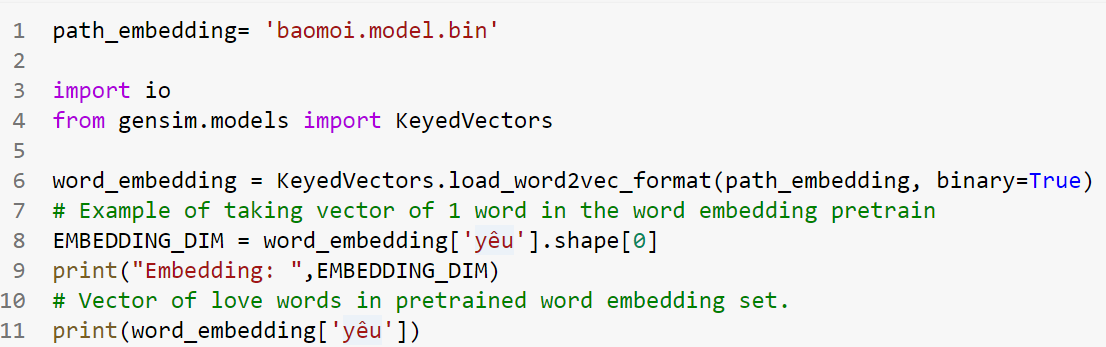 1 path_embedding= 'baomoi.model.bin'
2
3 import io
4 from gensim.models import KeyedVectors
5
6 word_embedding = KeyedVectors.load_word2vec_format(path_embedding, binary=True)
7 # Example of taking vector of 1 word in the word embedding pretrain
8 EMBEDDING_DIM = word_embedding['yêu'].shape[0]
9 print("Embedding: ",EMBEDDING_DIM)
10 # Vector of love words in pretrained word embedding set.
11 print(word_embedding['yêu'])